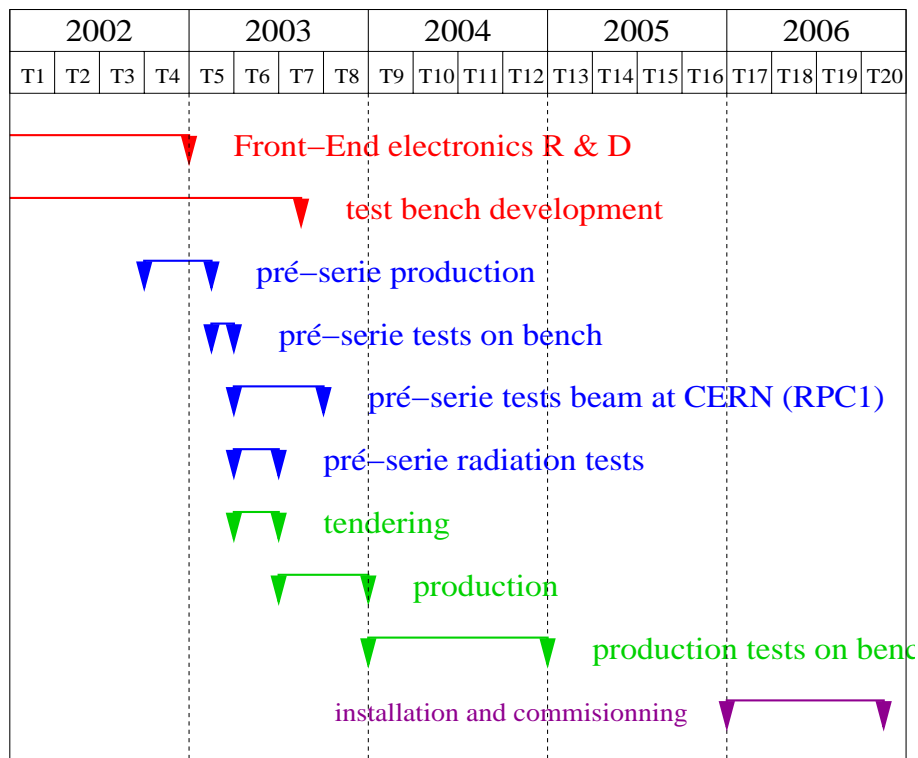 2002 2003 2004 2005 2006
T1 T2 T3 T4 T5 T6 T7 T8 T9 T10 T11 T12 T13 T14 T15 T16 T17 T18 T19 T20
Front−End electronics R & D
test bench development
pré−serie production
pré−serie tests on bench
pré−serie tests beam at CERN (RPC1)
pré−serie radiation tests
tendering
production
production tests on benc
installation and commisionning